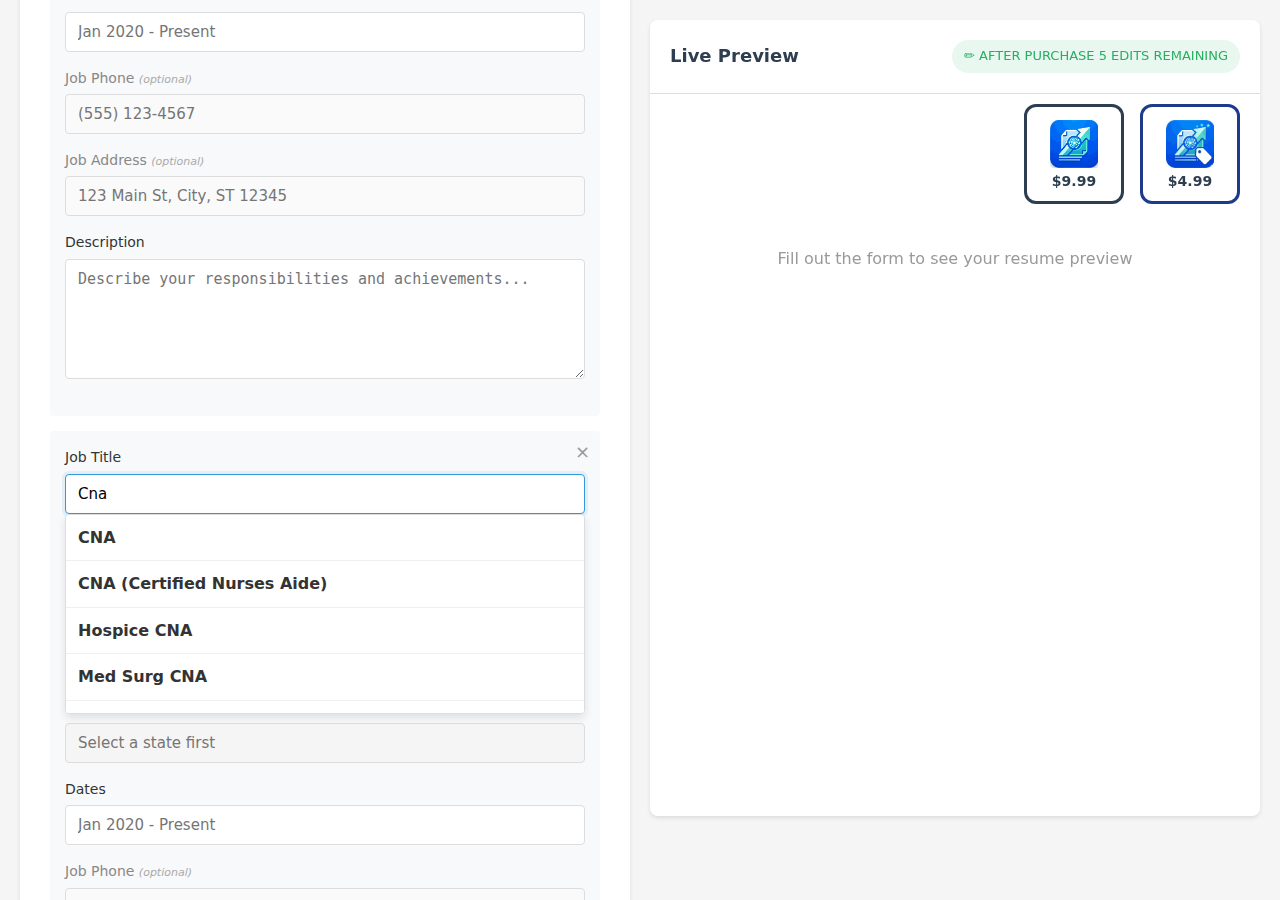 Jan 2020 - Present
Job Phone (optional)
(555) 123-4567
Job Address (optional)
123 Main St, City, ST 12345
Description
Describe your responsibilities and achievements...
Job Title
×
Cna
CNA
CNA (Certified Nurses Aide)
Hospice CNA
Med Surg CNA
Select a state first
Dates
Jan 2020 - Present
Job Phone (optional)
Live Preview
✏ AFTER PURCHASE 5 EDITS REMAINING
$9.99
$4.99
Fill out the form to see your resume preview